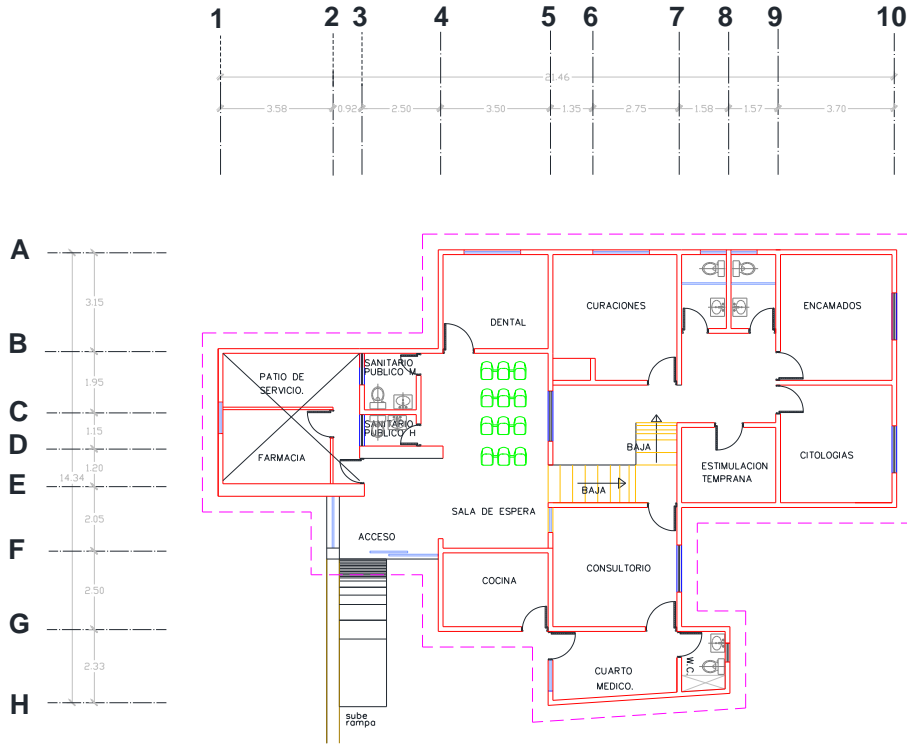 1 2 3 4 5 6 7 8 9 10
21.46
3.58 0.92 2.50 3.50 1.35 2.75 1.58 1.57 3.70
A
B
C
D
E
F
G
H
3.15
1.95
1.15
1.20
2.05
2.50
2.33
14.34
CURACIONES
ENCAMADOS
DENTAL
SANITARIO
PUBLICO M
PATIO DE
SERVICIO.
SANITARIO
PUBLICO H
FARMACIA
BAJA
BAJA
ESTIMULACION
TEMPRANA
CITOLOGIAS
SALA DE ESPERA
ACCESO
COCINA
CONSULTORIO
CUARTO
MEDICO.
W.C.
sube
rampa